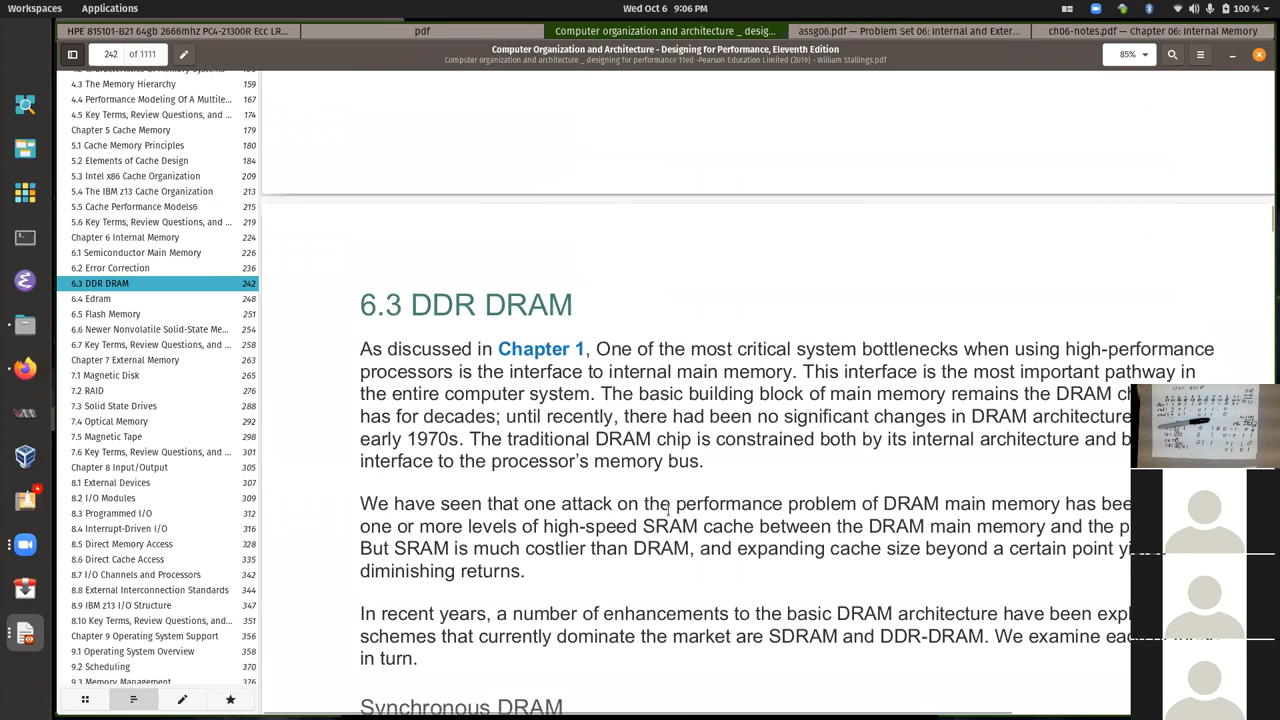 Workspaces Applications Wed Oct 6 9:06 PM 100 %
HPE 815101-B21 64gb 2666mhz PC4-21300R Ecc LR...
pdf
Computer organization and architecture _ desig...
assg06.pdf — Problem Set 06: Internal and Exter...
ch06-notes.pdf — Chapter 06: Internal Memory
242 of 1111
Computer Organization and Architecture - Designing for Performance, Eleventh Edition
Computer organization and architecture _ designing for performance 11ed -Pearson Education Limited (2019) - William Stallings.pdf
85%
4.3 The Memory Hierarchy 159
4.4 Performance Modeling Of A Multile... 167
4.5 Key Terms, Review Questions, and ... 174
Chapter 5 Cache Memory 179
5.1 Cache Memory Principles 180
5.2 Elements of Cache Design 184
5.3 Intel x86 Cache Organization 209
5.4 The IBM z13 Cache Organization 213
5.5 Cache Performance Models6 215
5.6 Key Terms, Review Questions, and ... 219
Chapter 6 Internal Memory 224
6.1 Semiconductor Main Memory 226
6.2 Error Correction 236
6.3 DDR DRAM 242
6.4 Edram 248
6.5 Flash Memory 251
6.6 Newer Nonvolatile Solid-State Me... 254
6.7 Key Terms, Review Questions, and ... 258
Chapter 7 External Memory 263
7.1 Magnetic Disk 265
7.2 RAID 276
7.3 Solid State Drives 288
7.4 Optical Memory 292
7.5 Magnetic Tape 298
7.6 Key Terms, Review Questions, and ... 301
Chapter 8 Input/Output 305
8.1 External Devices 307
8.2 I/O Modules 309
8.3 Programmed I/O 312
8.4 Interrupt-Driven I/O 316
8.5 Direct Memory Access 328
8.6 Direct Cache Access 335
8.7 I/O Channels and Processors 342
8.8 External Interconnection Standards 344
8.9 IBM z13 I/O Structure 347
8.10 Key Terms, Review Questions, and... 351
Chapter 9 Operating System Support 356
9.1 Operating System Overview 358
9.2 Scheduling 370
9.3 Memory Management 376
6.3 DDR DRAM
As discussed in Chapter 1, One of the most critical system bottlenecks when using high-performance
processors is the interface to internal main memory. This interface is the most important pathway in
the entire computer system. The basic building block of main memory remains the DRAM ch
has for decades; until recently, there had been no significant changes in DRAM architecture
early 1970s. The traditional DRAM chip is constrained both by its internal architecture and b
interface to the processor's memory bus.
We have seen that one attack on the performance problem of DRAM main memory has bee
one or more levels of high-speed SRAM cache between the DRAM main memory and the p
But SRAM is much costlier than DRAM, and expanding cache size beyond a certain point yi
diminishing returns.
In recent years, a number of enhancements to the basic DRAM architecture have been expl
schemes that currently dominate the market are SDRAM and DDR-DRAM. We examine eac
in turn.
Synchronous DRAM